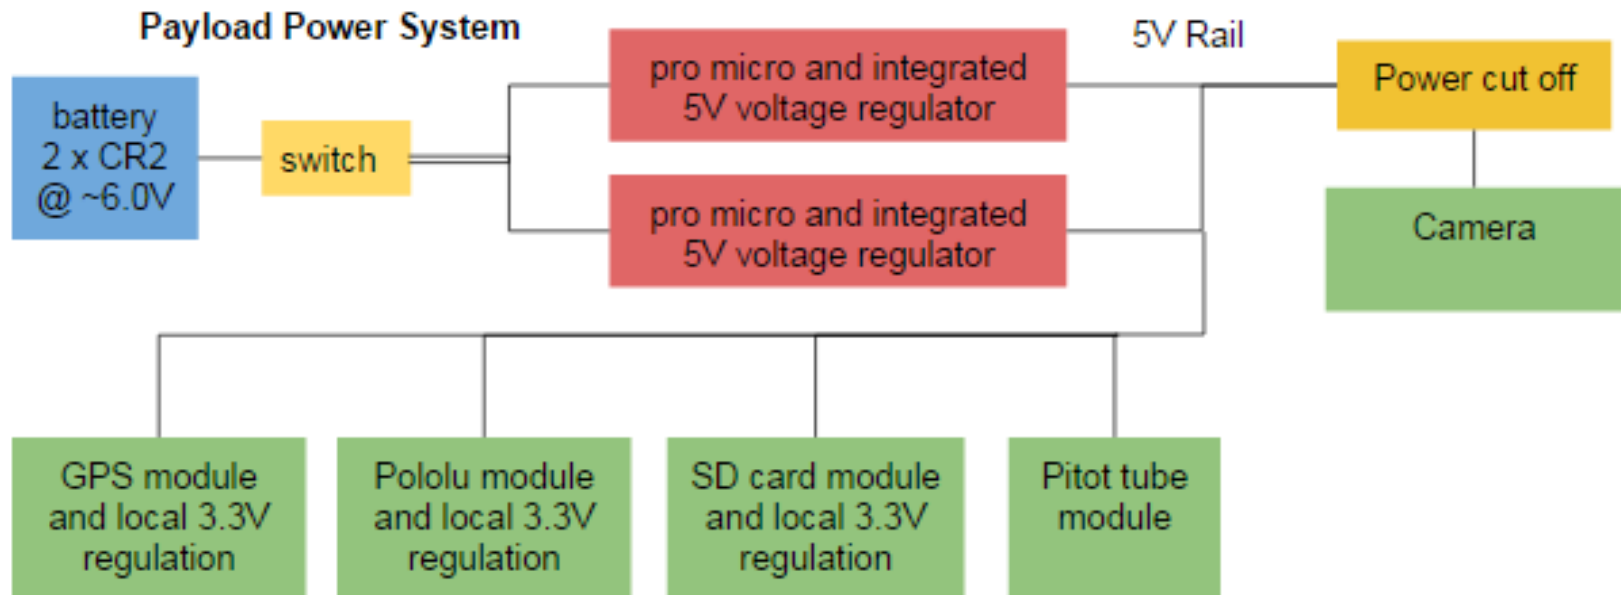 Payload Power System
5V Rail
battery
2 x CR2
@ ~6.0V
switch
pro micro and integrated
5V voltage regulator
pro micro and integrated
5V voltage regulator
Power cut off
Camera
GPS module
and local 3.3V
regulation
Pololu module
and local 3.3V
regulation
SD card module
and local 3.3V
regulation
Pitot tube
module